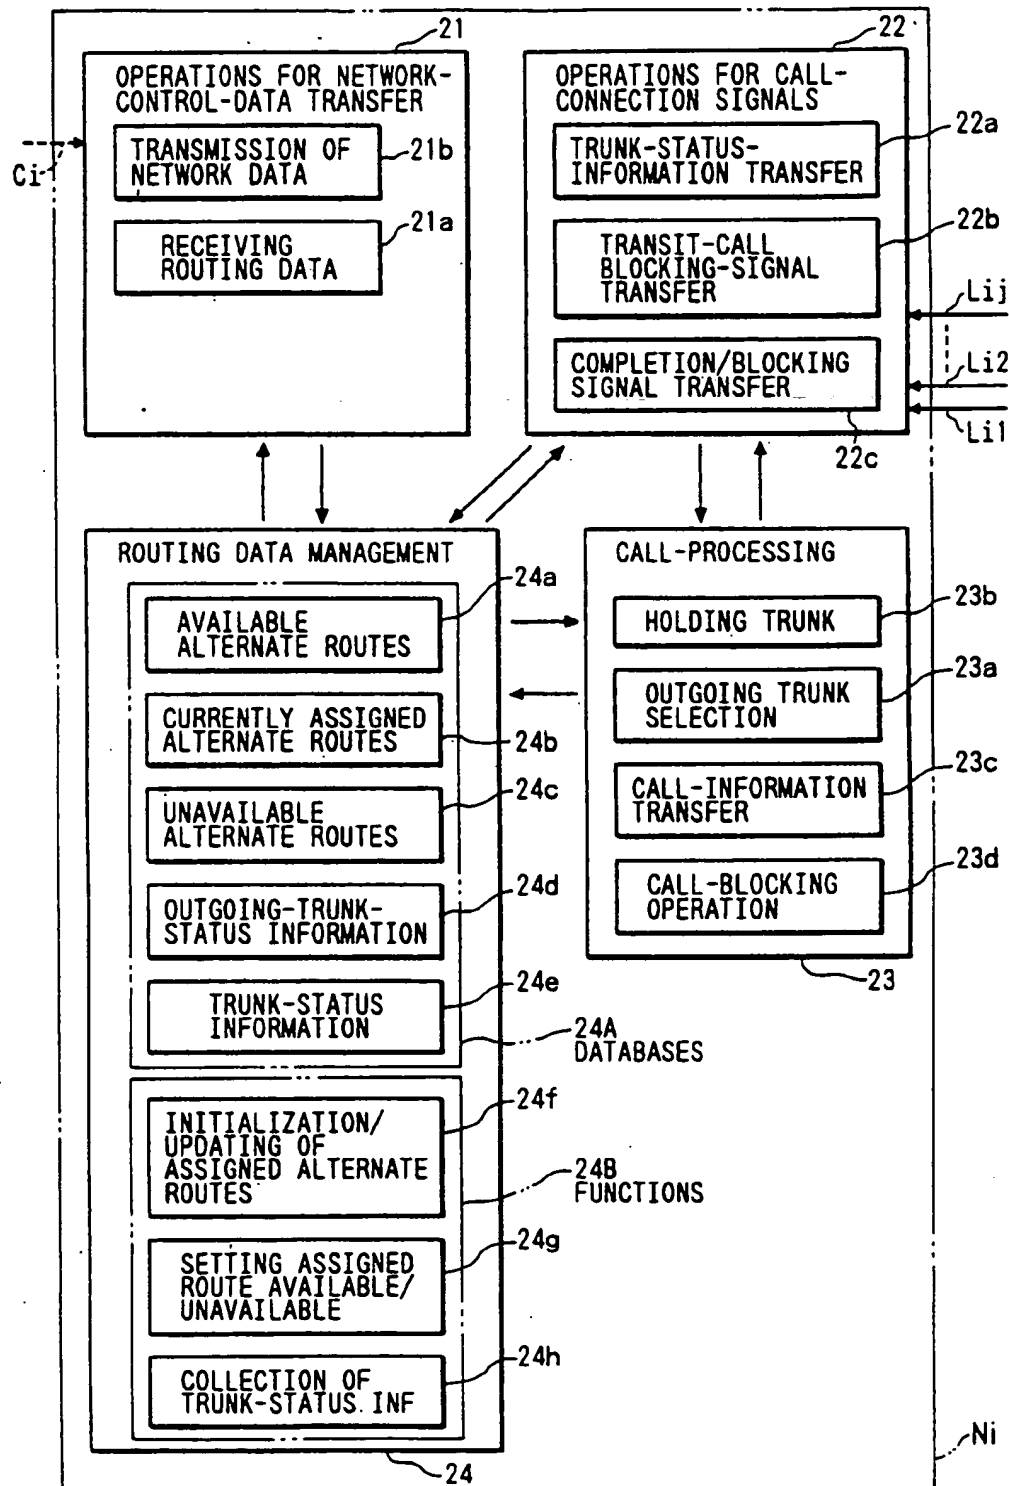 21
OPERATIONS FOR NETWORK-
CONTROL-DATA TRANSFER
TRANSMISSION OF
NETWORK DATA
21b
RECEIVING
ROUTING DATA
21a
Ci
22
OPERATIONS FOR CALL-
CONNECTION SIGNALS
TRUNK-STATUS-
INFORMATION TRANSFER
22a
TRANSIT-CALL
BLOCKING-SIGNAL
TRANSFER
22b
COMPLETION/BLOCKING
SIGNAL TRANSFER
22c
Lij
Li2
Li1
ROUTING DATA MANAGEMENT
AVAILABLE
ALTERNATE ROUTES
24a
CURRENTLY ASSIGNED
ALTERNATE ROUTES
24b
UNAVAILABLE
ALTERNATE ROUTES
24c
OUTGOING-TRUNK-
STATUS INFORMATION
24d
TRUNK-STATUS
INFORMATION
24e
24A
DATABASES
INITIALIZATION/
UPDATING OF
ASSIGNED ALTERNATE
ROUTES
24f
24B
FUNCTIONS
SETTING ASSIGNED
ROUTE AVAILABLE/
UNAVAILABLE
24g
COLLECTION OF
TRUNK-STATUS INF
24h
24
CALL-PROCESSING
HOLDING TRUNK
23b
OUTGOING TRUNK
SELECTION
23a
CALL-INFORMATION
TRANSFER
23c
CALL-BLOCKING
OPERATION
23d
23
Ni